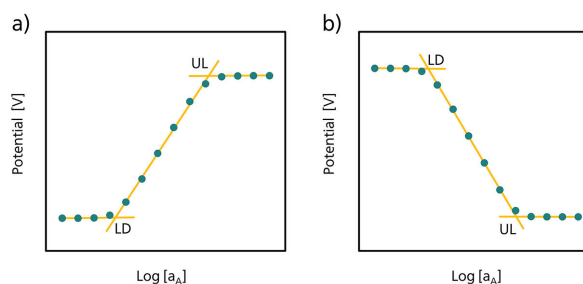 a)
UL
LD
Potential [V]
Log [aA]
b)
LD
UL
Potential [V]
Log [aA]